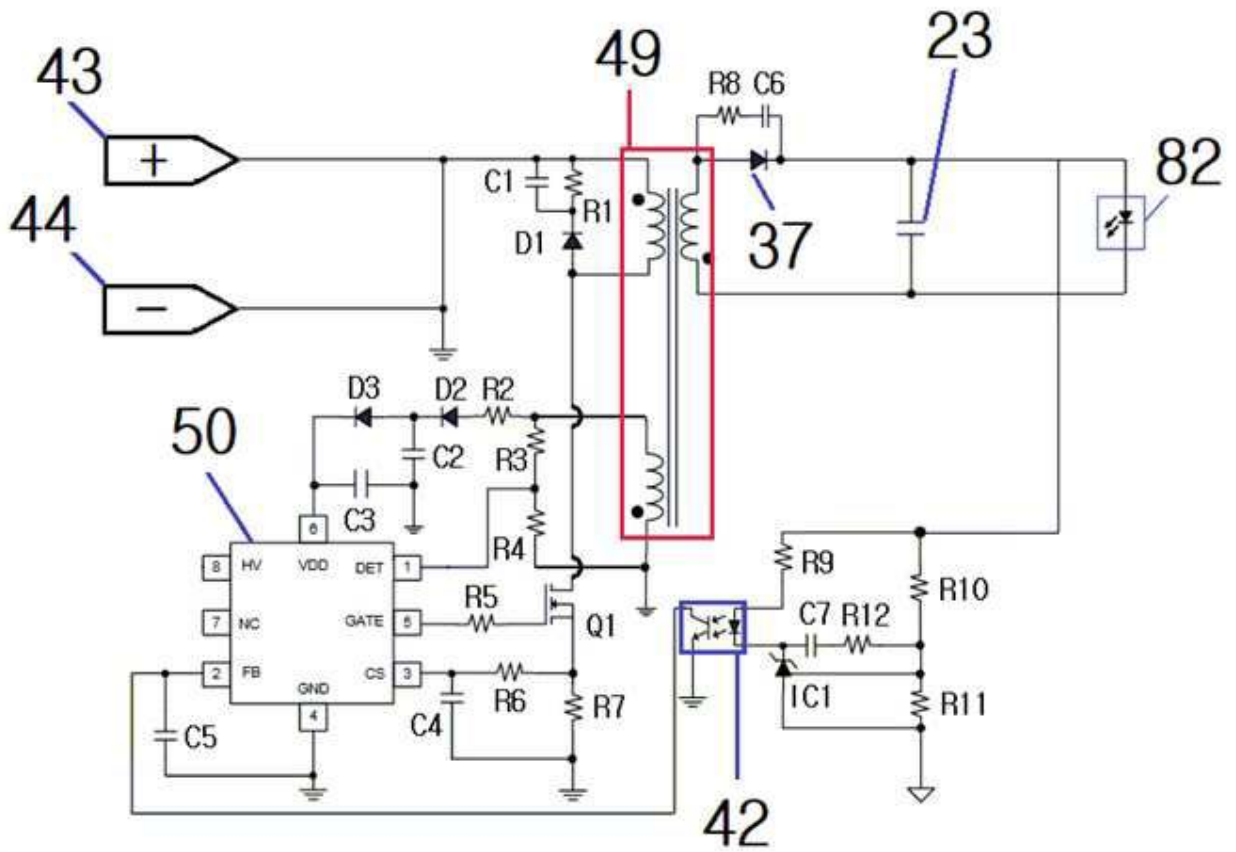 43
49
23
R8 C6
+
82
C1
R1
44
D1
37
−
D3 D2 R2
50
R3
C2
C3
6
R4
8 HV VDD DET 1
R9
R10
R5
C7 R12
7 NC GATE 5
Q1
2 FB CS 3
R6
IC1
GND
R11
4
C4
R7
C5
42